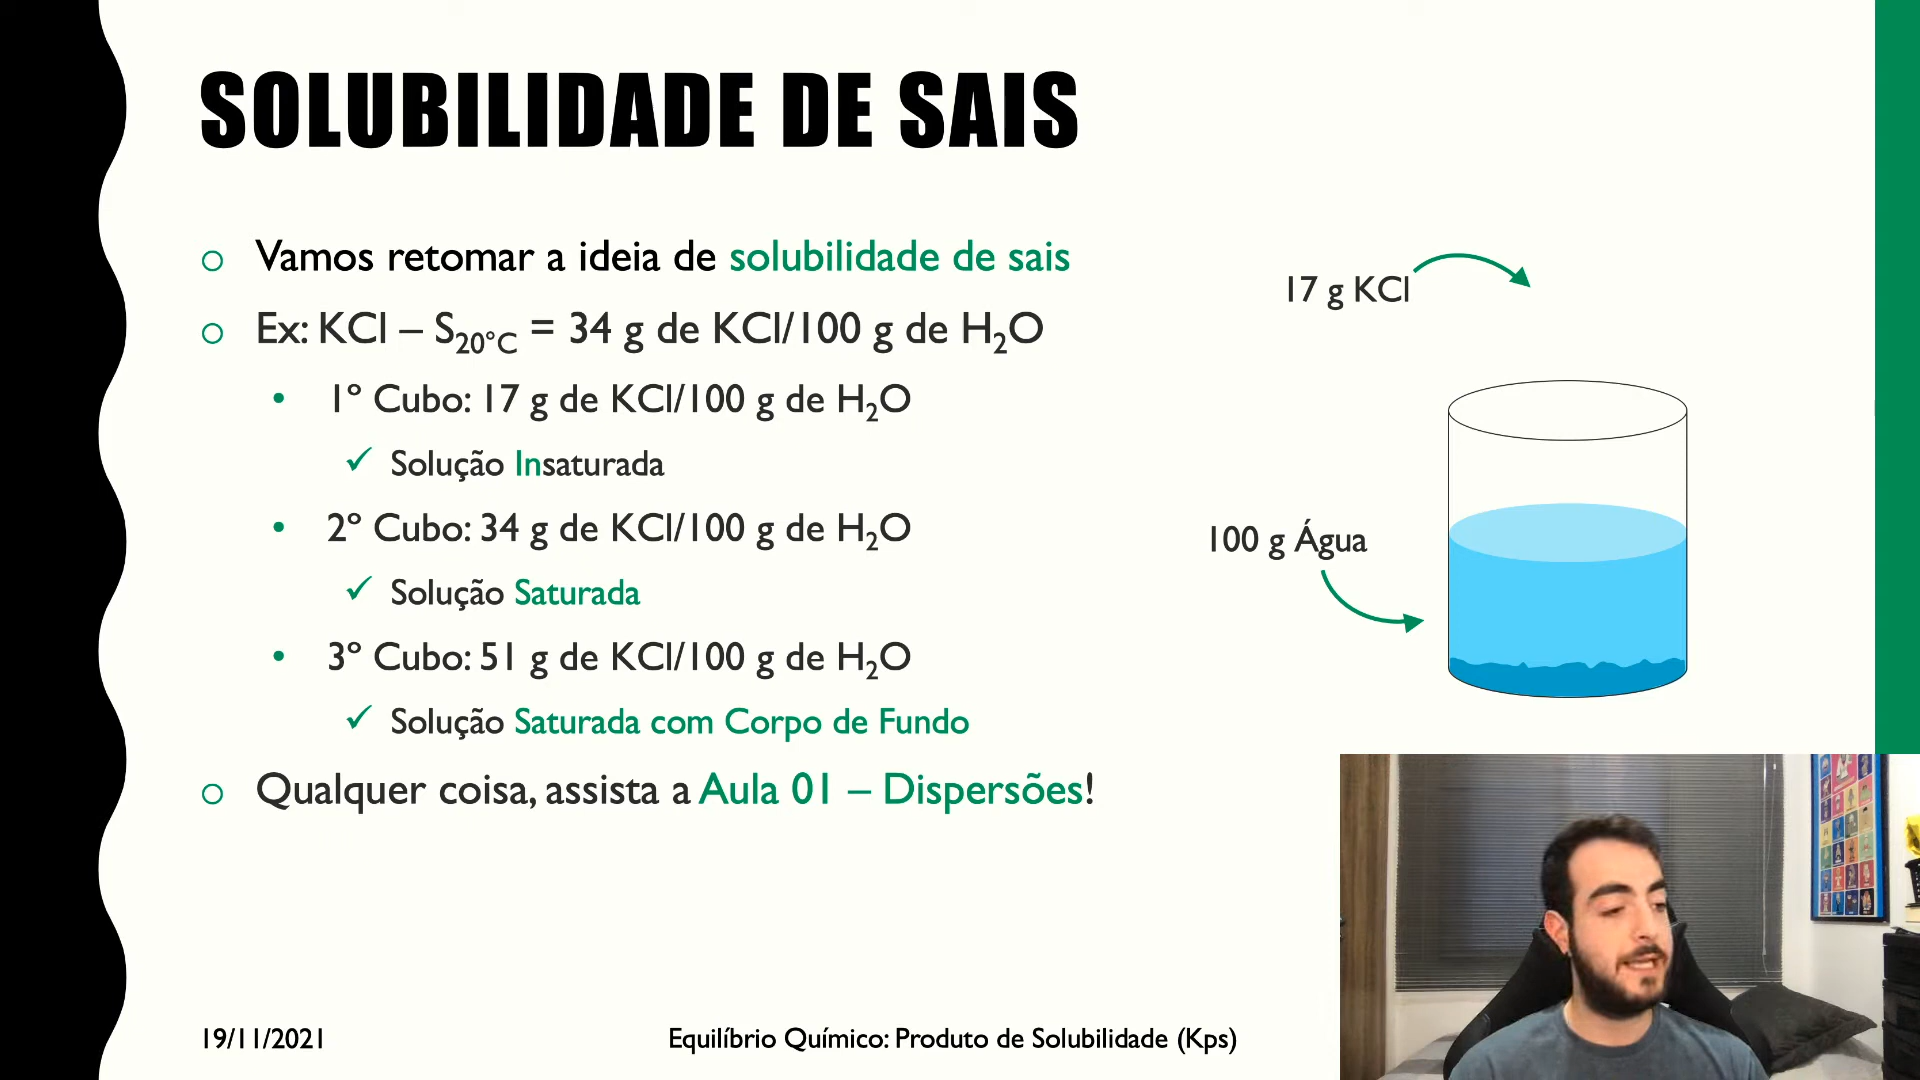 SOLUBILIDADE DE SAIS
Vamos retomar a ideia de solubilidade de sais
Ex: KCl – S₂₀°C = 34 g de KCl/100 g de H₂O
1º Cubo: 17 g de KCl/100 g de H₂O
Solução Insaturada
2º Cubo: 34 g de KCl/100 g de H₂O
Solução Saturada
3º Cubo: 51 g de KCl/100 g de H₂O
Solução Saturada com Corpo de Fundo
Qualquer coisa, assista a Aula 01 – Dispersões!
17 g KCl
100 g Água
19/11/2021
Equilíbrio Químico: Produto de Solubilidade (Kps)